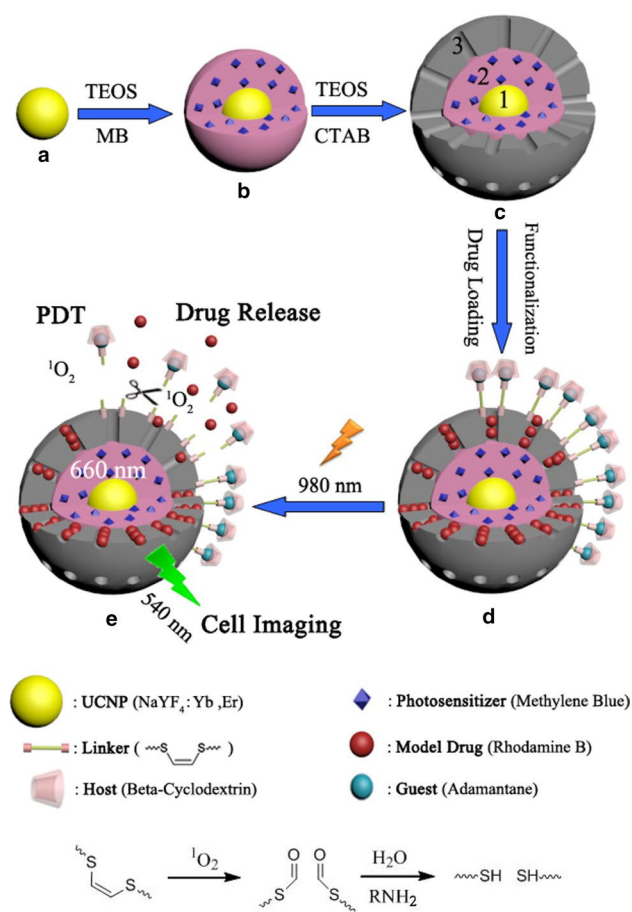 TEOS
MB
a
b
TEOS
CTAB
3
2
1
c
Functionalization
Drug Loading
PDT
Drug Release
¹O₂
¹O₂
660 nm
980 nm
540 nm
Cell Imaging
e
d
: UCNP (NaYF₄: Yb ,Er)
: Photosensitizer (Methylene Blue)
: Linker ( S S )
: Model Drug (Rhodamine B)
: Host (Beta-Cyclodextrin)
: Guest (Adamantane)
S S
¹O₂
O O
S S
H₂O
RNH₂
SH SH